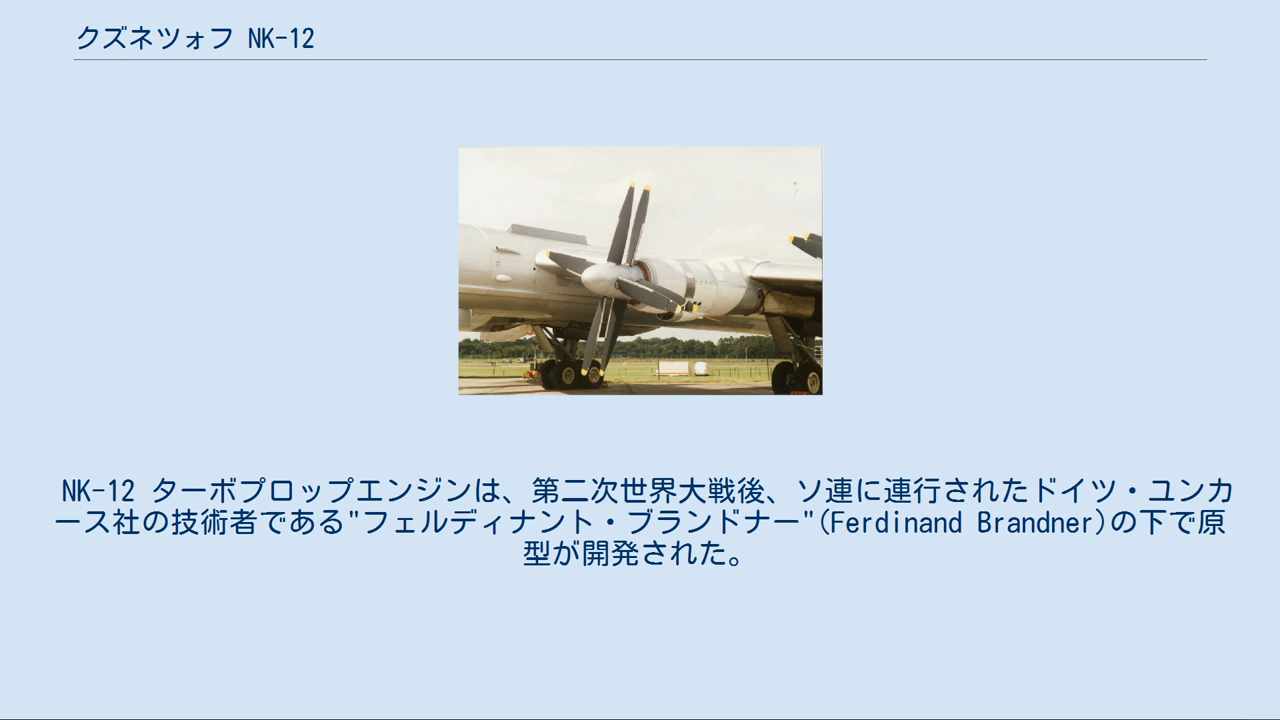 クズネツォフ NK-12
NK-12 ターボプロップエンジンは、第二次世界大戦後、ソ連に連行されたドイツ・ユンカ
ース社の技術者である"フェルディナント・ブランドナー"(Ferdinand Brandner)の下で原
型が開発された。